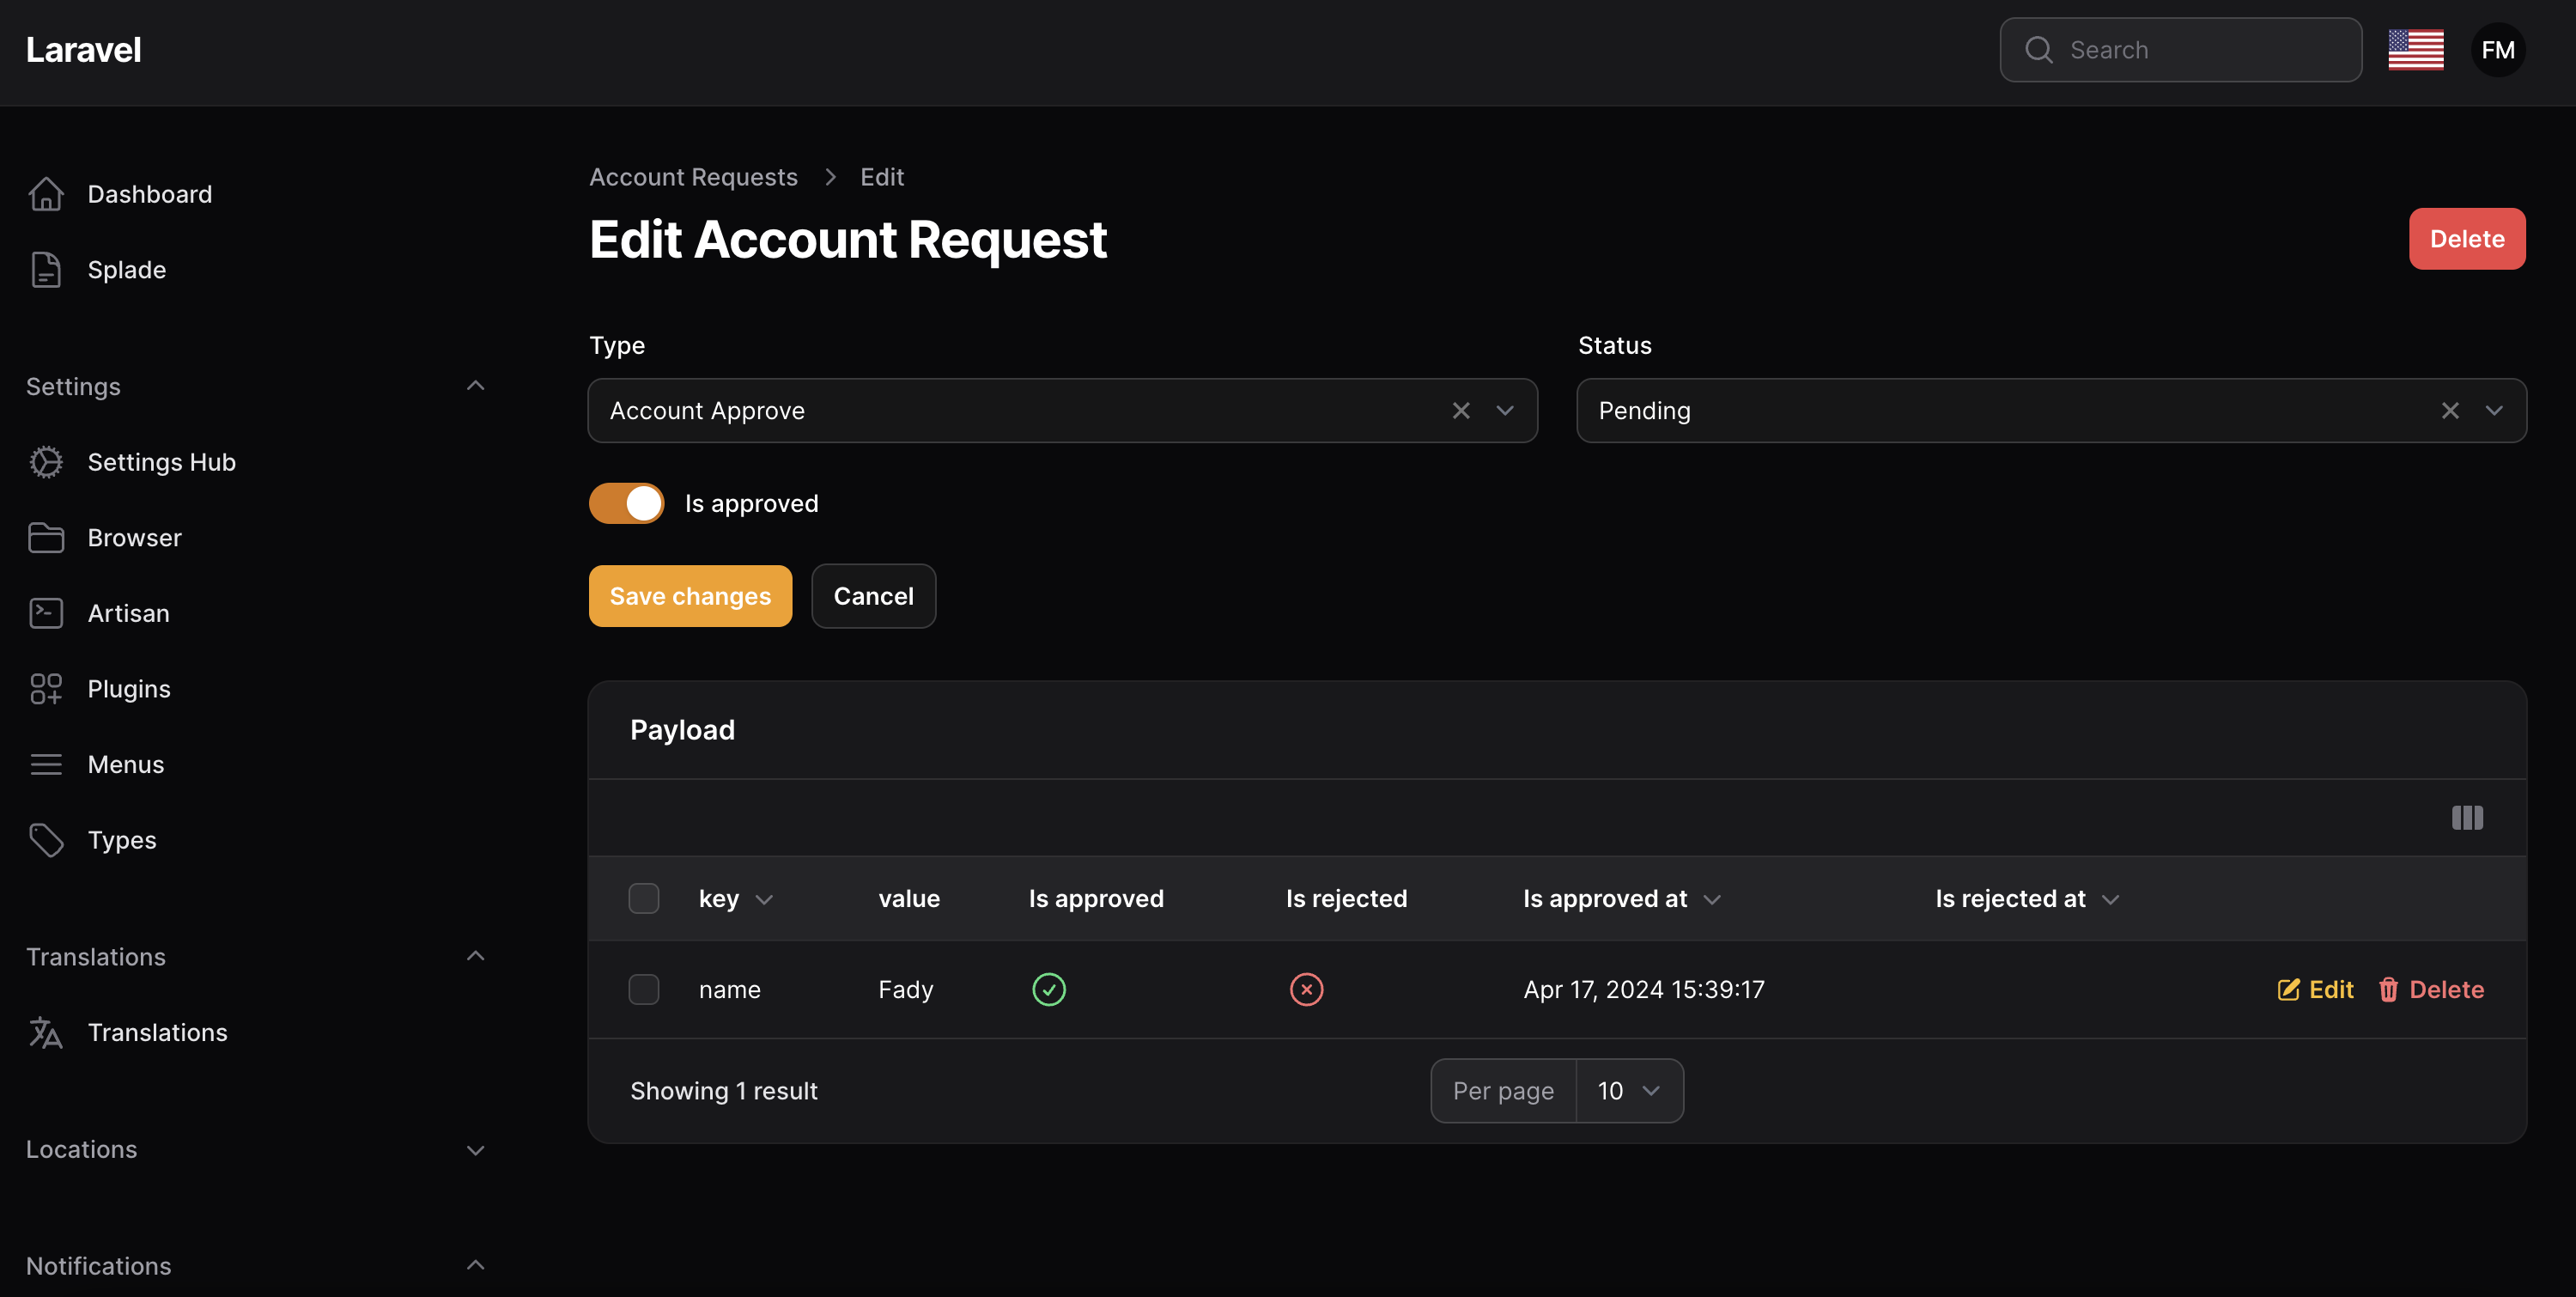 Laravel
Search
FM
Dashboard
Splade
Settings
Settings Hub
Browser
Artisan
Plugins
Menus
Types
Translations
Translations
Locations
Notifications
Account Requests > Edit
Edit Account Request
Delete
Type
Status
Account Approve
Pending
Is approved
Save changes
Cancel
Payload
key value Is approved Is rejected Is approved at Is rejected at
name Fady Apr 17, 2024 15:39:17 Edit Delete
Showing 1 result
Per page 10